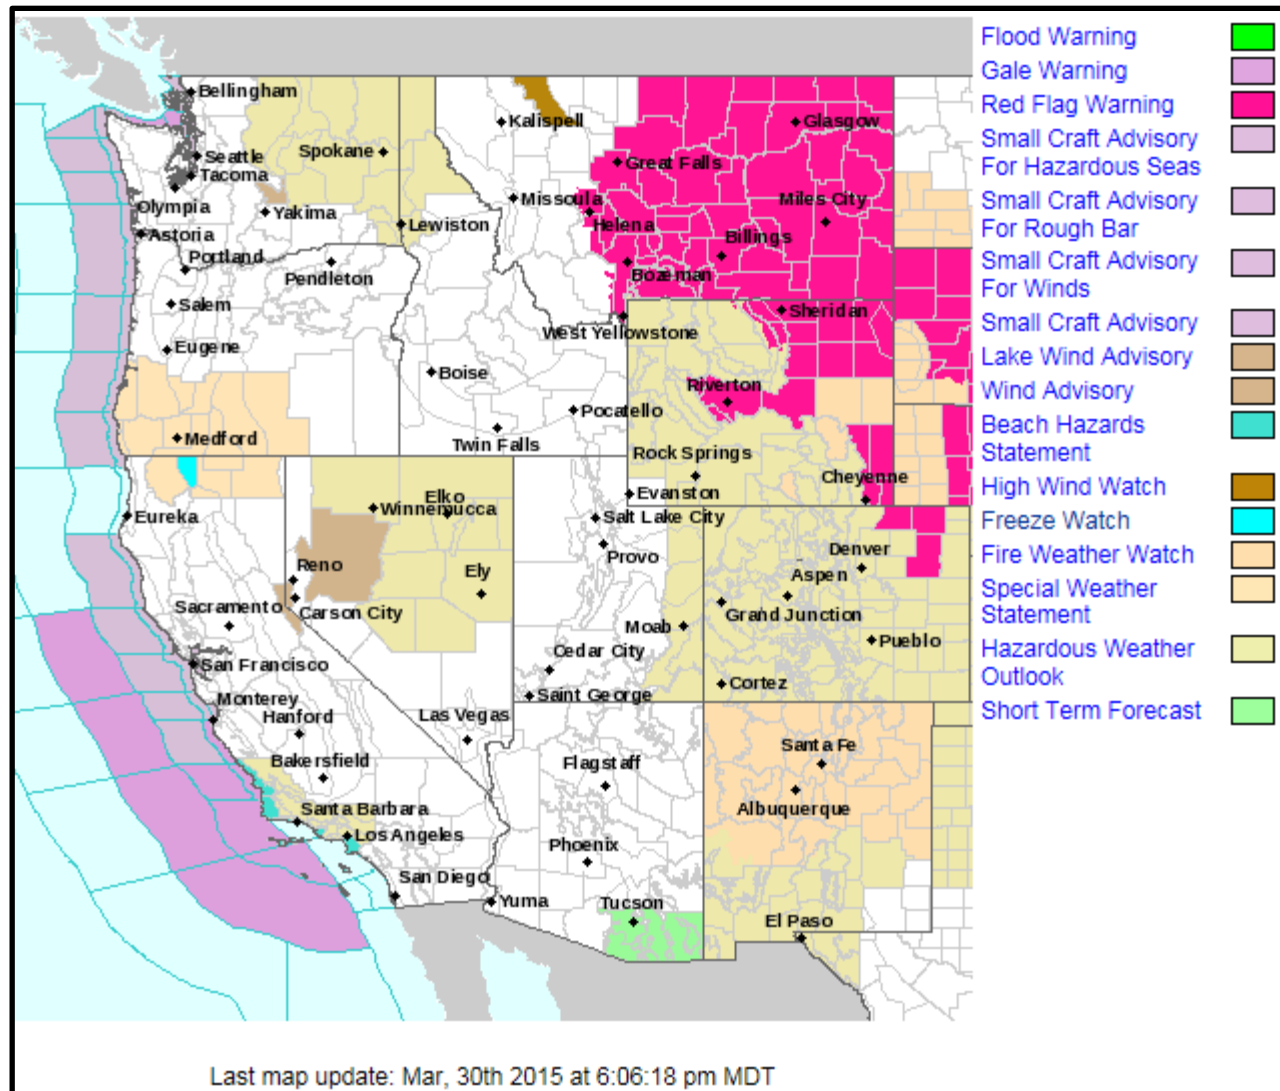 Bellingham
Kalispell
Glasgow
Seattle
Spokane
Great Falls
Tacoma
Missoula
Miles City
Olympia
Yakima
Lewiston
Helena
Astoria
Billings
Portland
Pendleton
Bozeman
Salem
Sheridan
West Yellowstone
Eugene
Boise
Riverton
Pocatello
Medford
Twin Falls
Rock Springs
Cheyenne
Elko
Evanston
Winnemucca
Eureka
Salt Lake City
Provo
Denver
Reno
Ely
Aspen
Sacramento
Carson City
Grand Junction
Moab
Pueblo
Cedar City
San Francisco
Cortez
Saint George
Monterey
Hanford
Las Vegas
Santa Fe
Bakersfield
Flagstaff
Santa Barbara
Albuquerque
Los Angeles
Phoenix
San Diego
Yuma
Tucson
El Paso
Flood Warning
Gale Warning
Red Flag Warning
Small Craft Advisory
For Hazardous Seas
Small Craft Advisory
For Rough Bar
Small Craft Advisory
For Winds
Small Craft Advisory
Lake Wind Advisory
Wind Advisory
Beach Hazards
Statement
High Wind Watch
Freeze Watch
Fire Weather Watch
Special Weather
Statement
Hazardous Weather
Outlook
Short Term Forecast
Last map update: Mar, 30th 2015 at 6:06:18 pm MDT